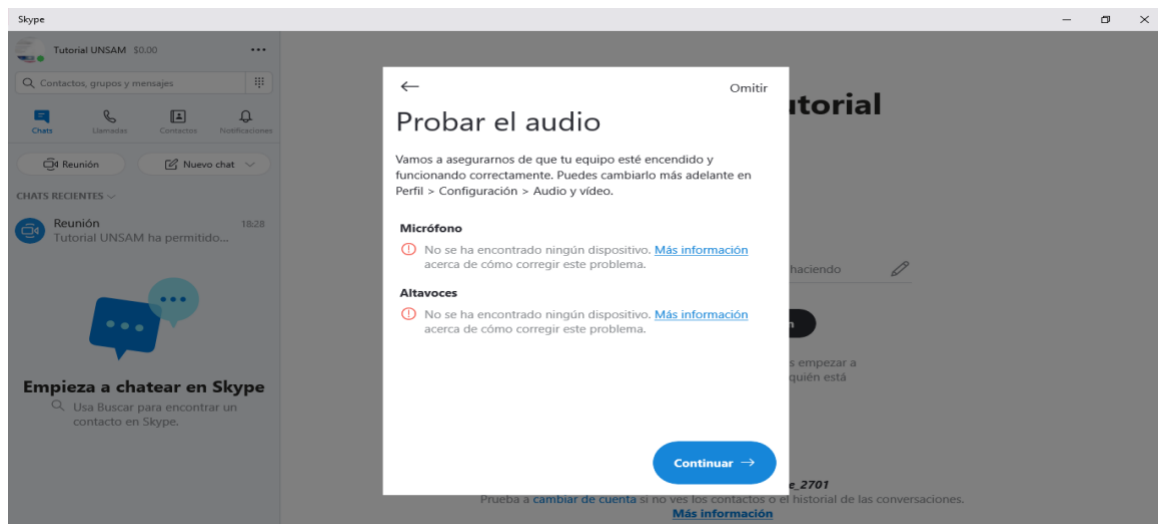 Skype
Tutorial UNSAM $0.00
Contactos, grupos y mensajes
Chats Llamadas Contactos Notificaciones
Reunión Nuevo chat
CHATS RECIENTES
Reunión 18:28
Tutorial UNSAM ha permitido...
Empieza a chatear en Skype
Usa Buscar para encontrar un
contacto en Skype.
Omitir
Probar el audio
Vamos a asegurarnos de que tu equipo esté encendido y
funcionando correctamente. Puedes cambiarlo más adelante en
Perfil > Configuración > Audio y vídeo.
Micrófono
No se ha encontrado ningún dispositivo. Más información
acerca de cómo corregir este problema.
Altavoces
No se ha encontrado ningún dispositivo. Más información
acerca de cómo corregir este problema.
Continuar
utorial
haciendo
n
s empezar a
quién está
_2701
Prueba a cambiar de cuenta si no ves los contactos o el historial de las conversaciones.
Más información